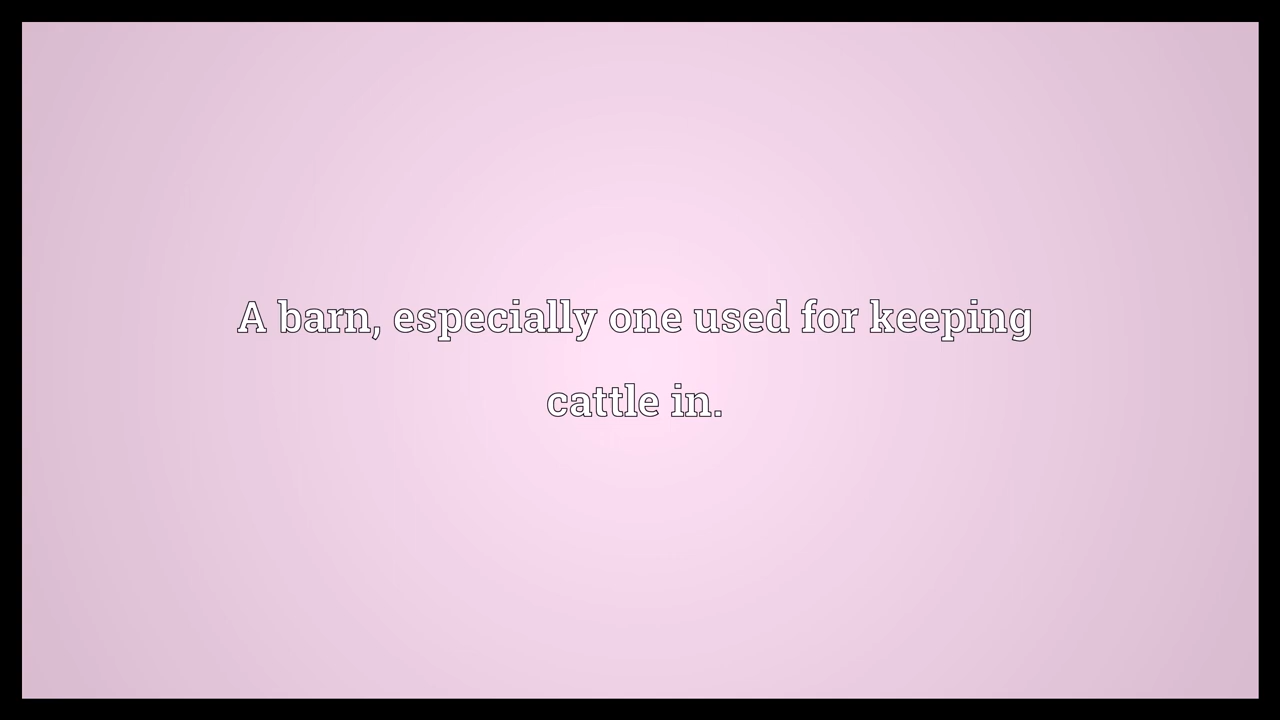 A barn, especially one used for keeping
cattle in.